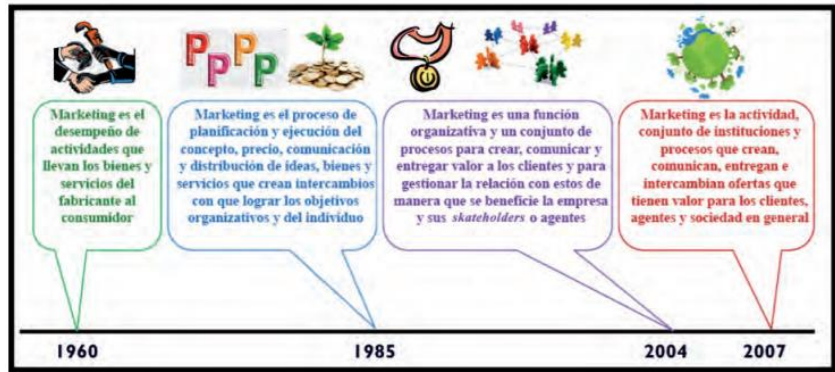 P P P P
Marketing es el
desempeño de
actividades que
llevan los bienes y
servicios del
fabricante al
consumidor
Marketing es el proceso de
planificación y ejecución del
concepto, precio, comunicación
y distribución de ideas, bienes y
servicios que crean intercambios
con que lograr los objetivos
organizativos y del individuo
Marketing es una función
organizativa y un conjunto de
procesos para crear, comunicar y
entregar valor a los clientes y para
gestionar la relación con estos de
manera que se beneficie la empresa
y sus skateholders o agentes
Marketing es la actividad,
conjunto de instituciones y
procesos que crean,
comunican, entregan e
intercambian ofertas que
tienen valor para los clientes,
agentes y sociedad en general
1960
1985
2004
2007